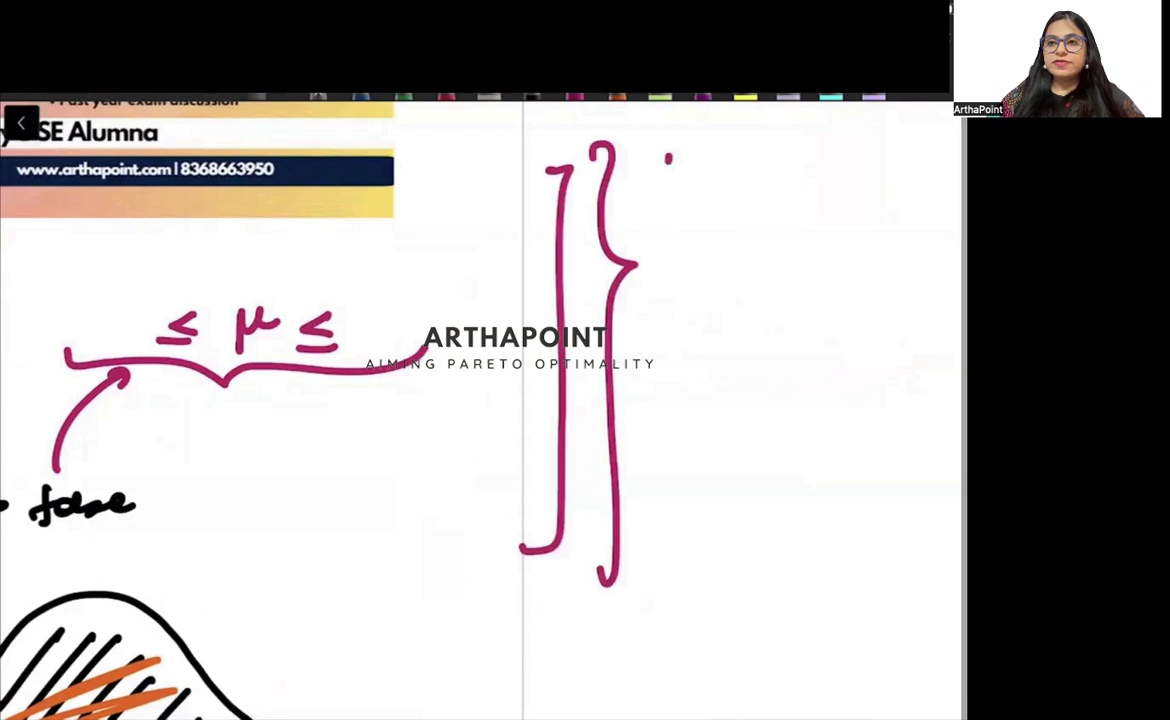 y SE Alumna
www.arthapoint.com | 8368663950
ArthaPoint
≤ μ ≤
ARTHAPOINT
AIMING PARETO OPTIMALITY
false